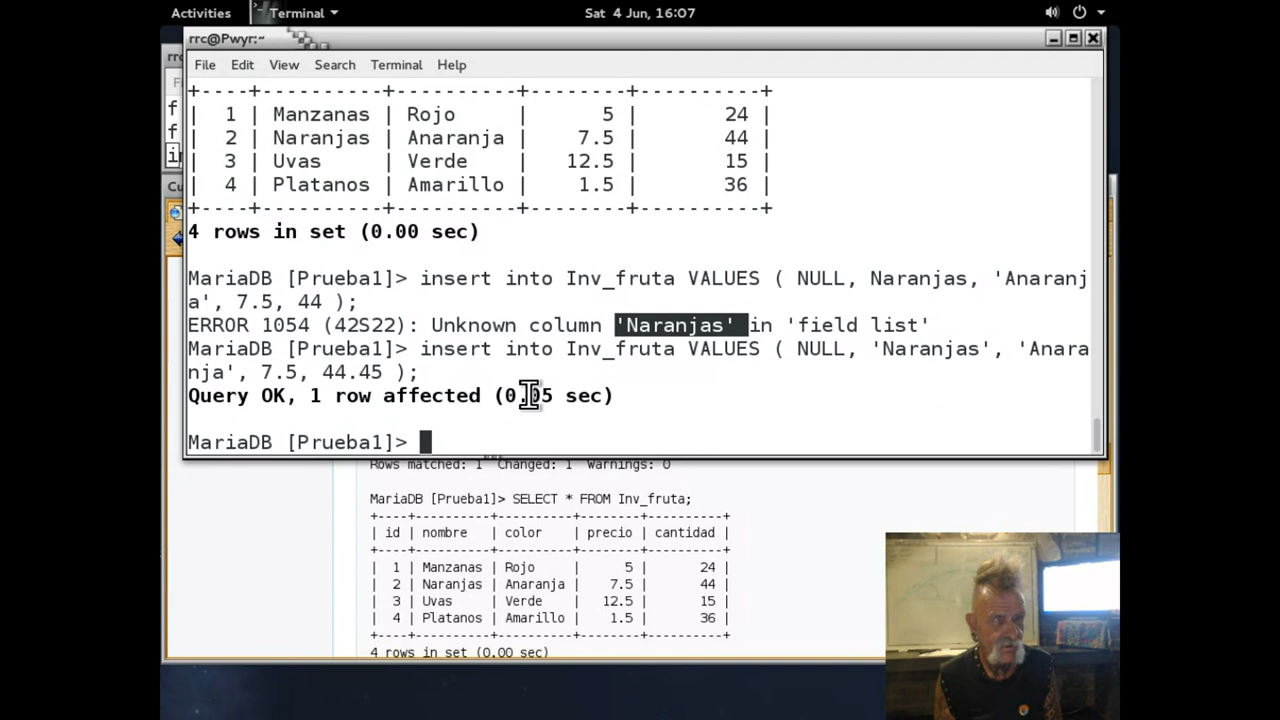 Activities
Terminal
Sat 4 Jun, 16:07
rrc@Pwyr:~
File Edit View Search Terminal Help
+----+----------+----------+--------+----------+
|  1 | Manzanas | Rojo     |      5 |       24 |
|  2 | Naranjas | Anaranja |    7.5 |       44 |
|  3 | Uvas     | Verde    |   12.5 |       15 |
|  4 | Platanos | Amarillo |    1.5 |       36 |
+----+----------+----------+--------+----------+
4 rows in set (0.00 sec)
MariaDB [Prueba1]> insert into Inv_fruta VALUES ( NULL, Naranjas, 'Anaranj
a', 7.5, 44 );
ERROR 1054 (42S22): Unknown column 'Naranjas' in 'field list'
MariaDB [Prueba1]> insert into Inv_fruta VALUES ( NULL, 'Naranjas', 'Anara
nja', 7.5, 44.45 );
Query OK, 1 row affected (0.05 sec)
MariaDB [Prueba1]>
Rows matched: 1 Changed: 1 Warnings: 0
MariaDB [Prueba1]> SELECT * FROM Inv_fruta;
+----+----------+----------+--------+----------+
| id | nombre   | color    | precio | cantidad |
+----+----------+----------+--------+----------+
|  1 | Manzanas | Rojo     |      5 |       24 |
|  2 | Naranjas | Anaranja |    7.5 |       44 |
|  3 | Uvas     | Verde    |   12.5 |       15 |
|  4 | Platanos | Amarillo |    1.5 |       36 |
+----+----------+----------+--------+----------+
4 rows in set (0.00 sec)